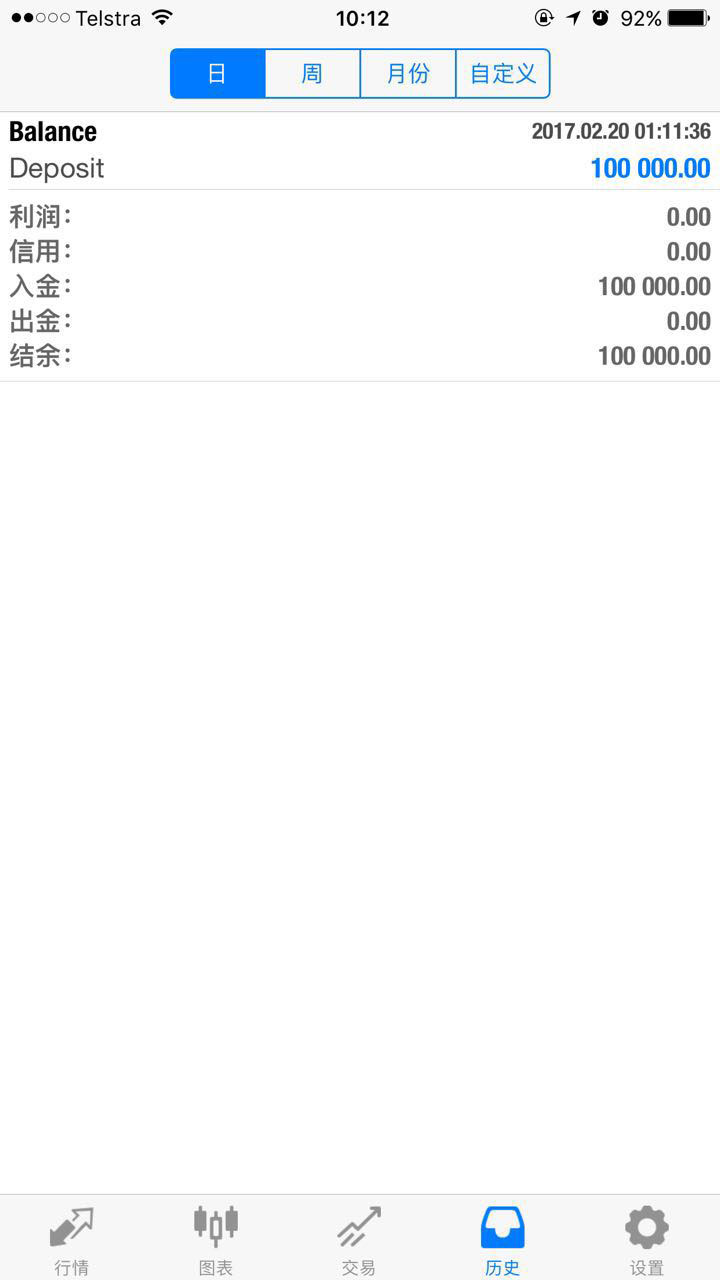 Telstra 10:12 92%
日 周 月份 自定义
Balance 2017.02.20 01:11:36
Deposit 100 000.00
利润: 0.00
信用: 0.00
入金: 100 000.00
出金: 0.00
结余: 100 000.00
行情 图表 交易 历史 设置